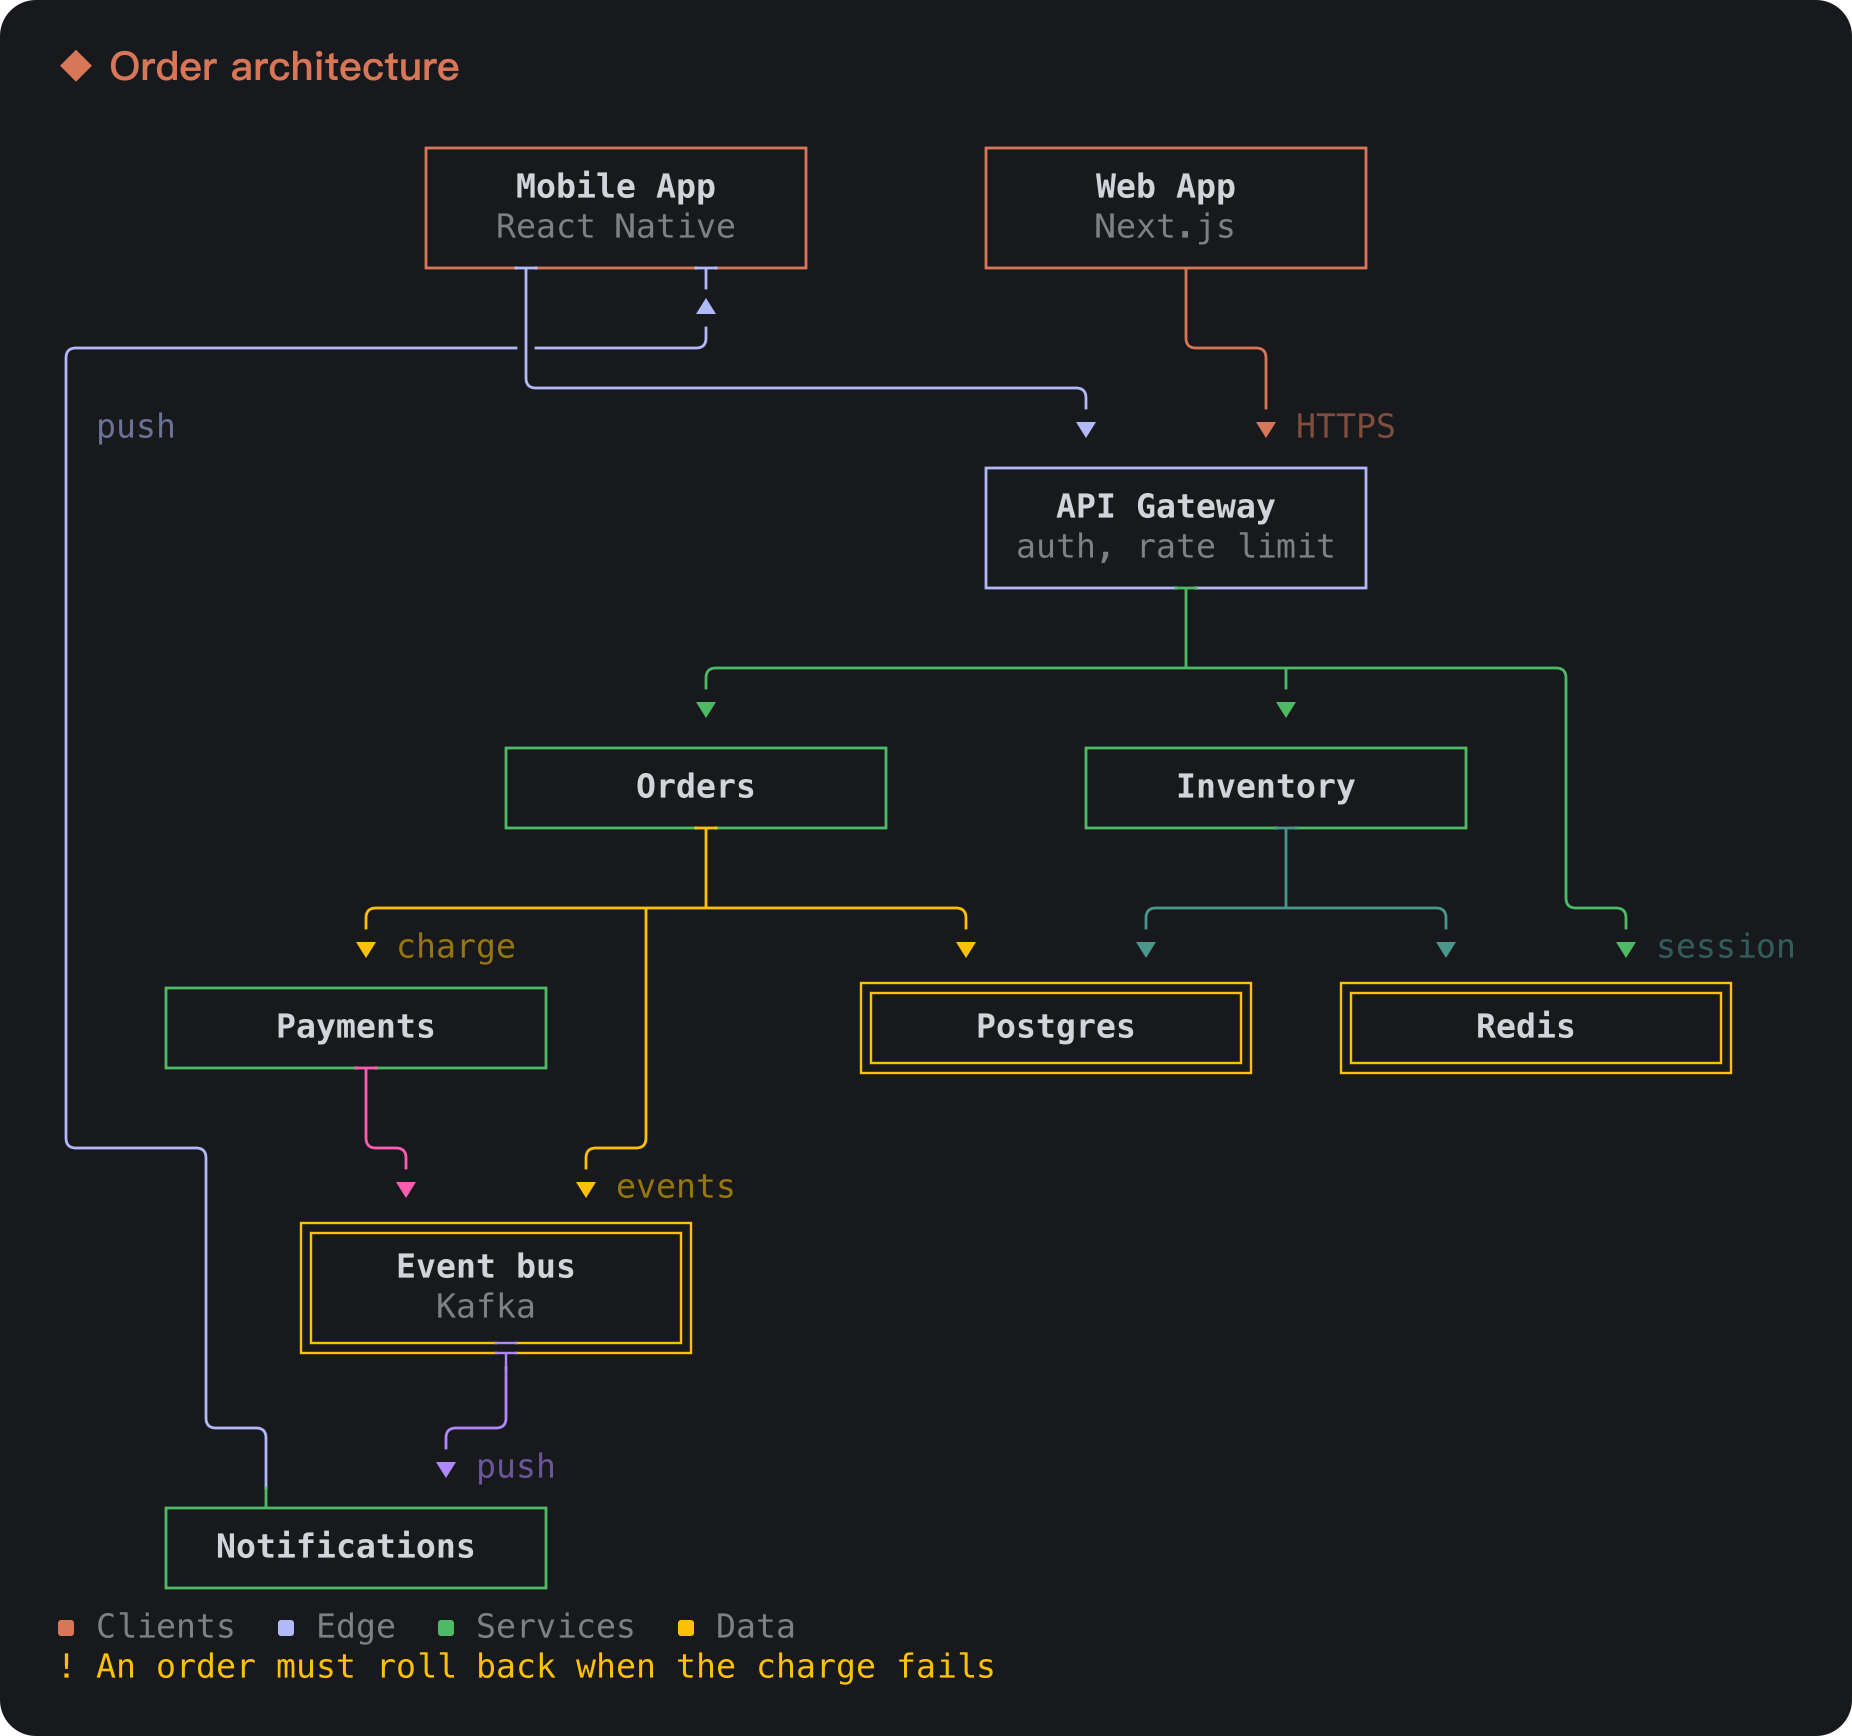 Order architecture
Mobile App
React Native
Web App
Next.js
push
HTTPS
API Gateway
auth, rate limit
Orders
Inventory
charge
session
Payments
Postgres
Redis
events
Event bus
Kafka
push
Notifications
Clients Edge Services Data
! An order must roll back when the charge fails